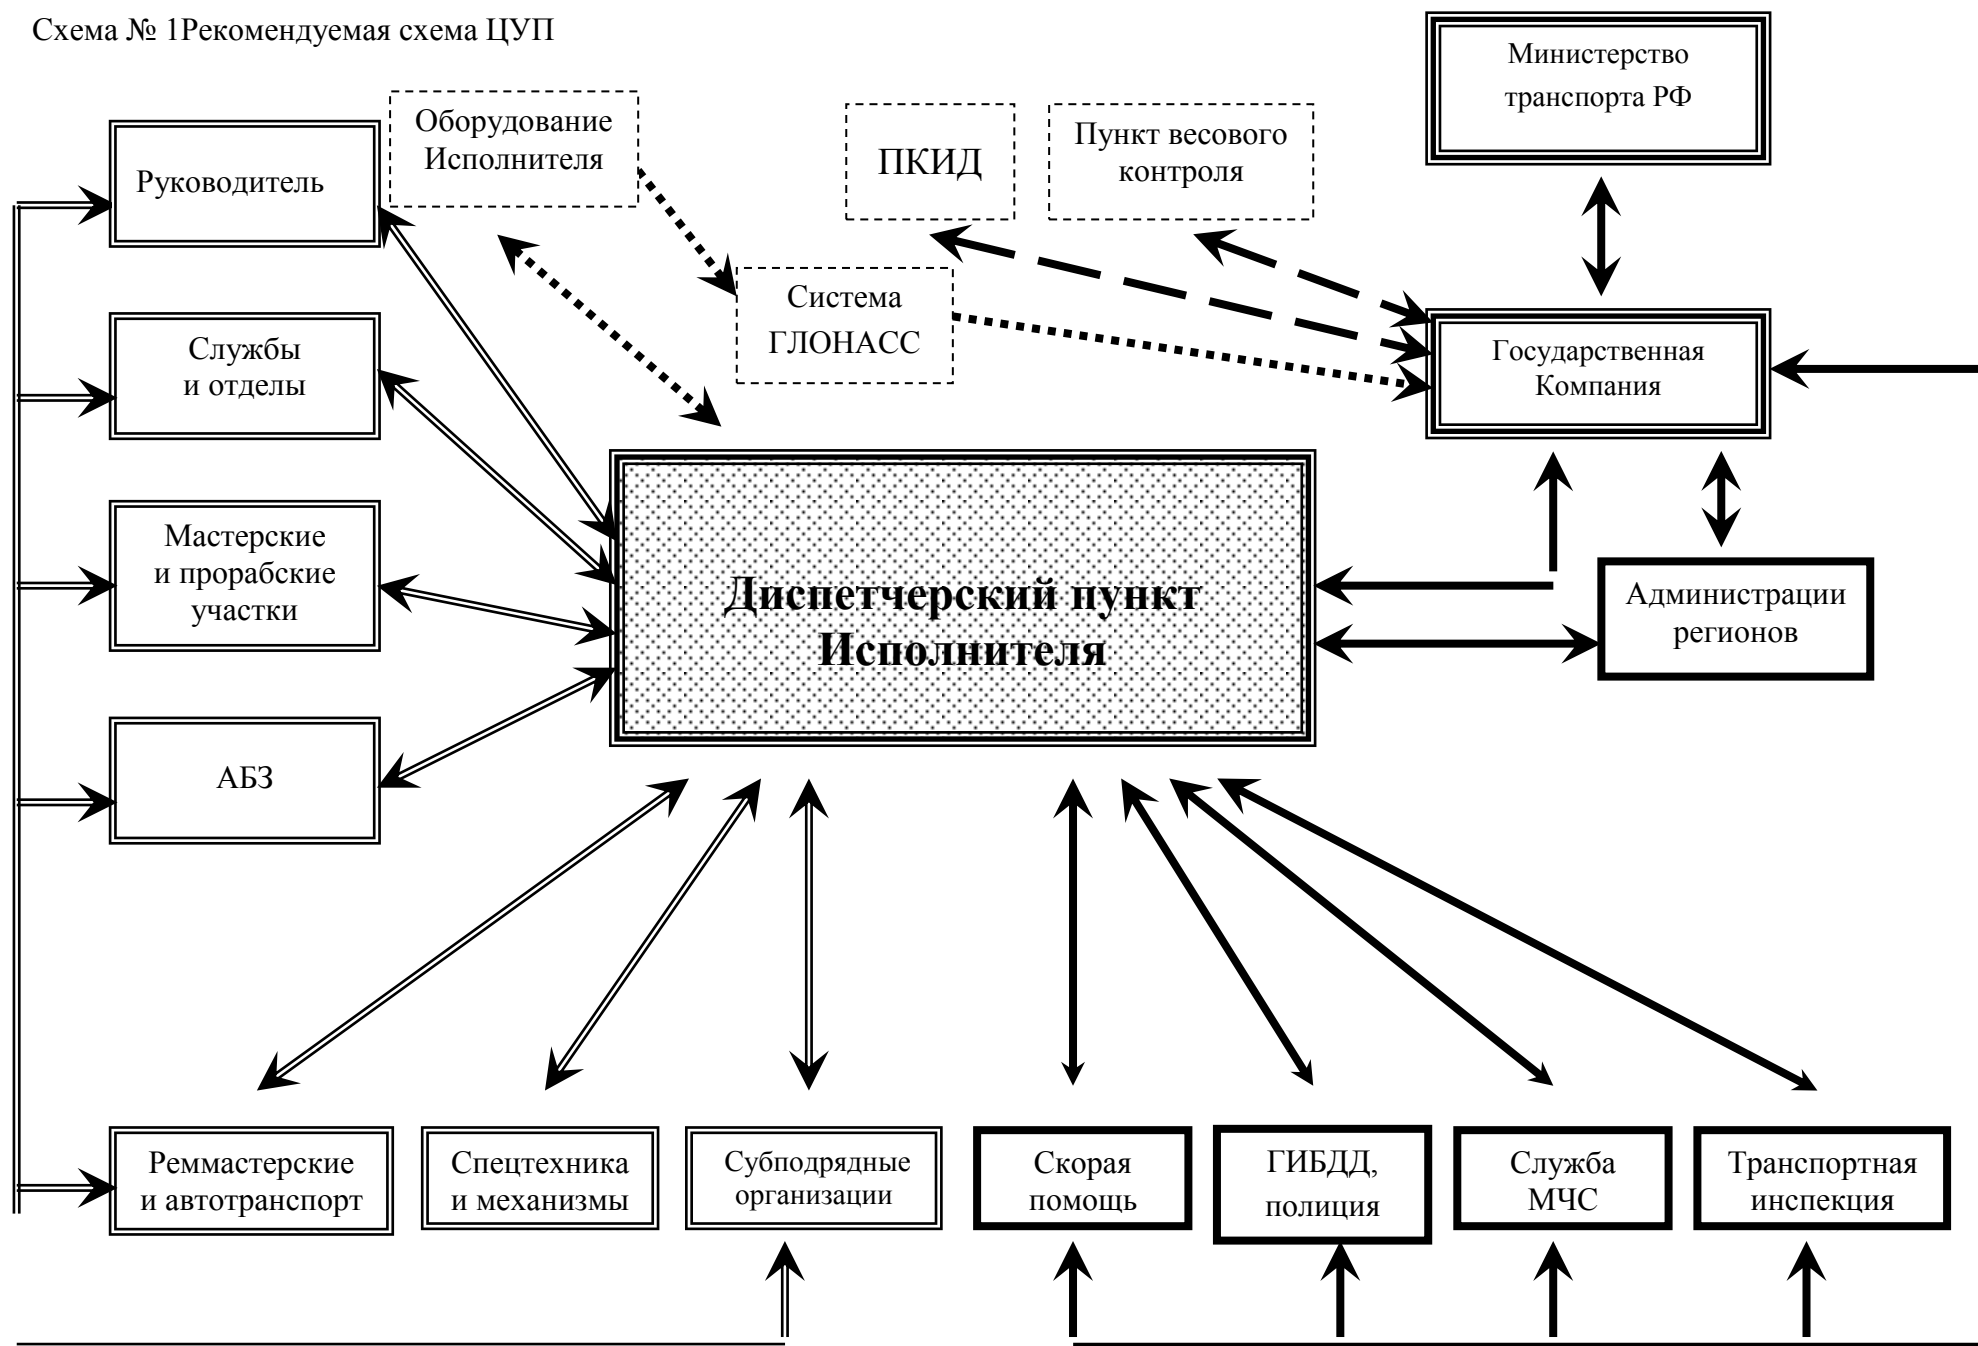 Схема № 1Рекомендуемая схема ЦУП
Министерство
транспорта РФ
Оборудование
Исполнителя
ПКИД
Пункт весового
контроля
Руководитель
Система
ГЛОНАСС
Службы
и отделы
Государственная
Компания
Мастерские
и прорабские
участки
Диспетчерский пункт
Исполнителя
Администрации
регионов
АБЗ
Реммастерские
и автотранспорт
Спецтехника
и механизмы
Субподрядные
организации
Скорая
помощь
ГИБДД,
полиция
Служба
МЧС
Транспортная
инспекция